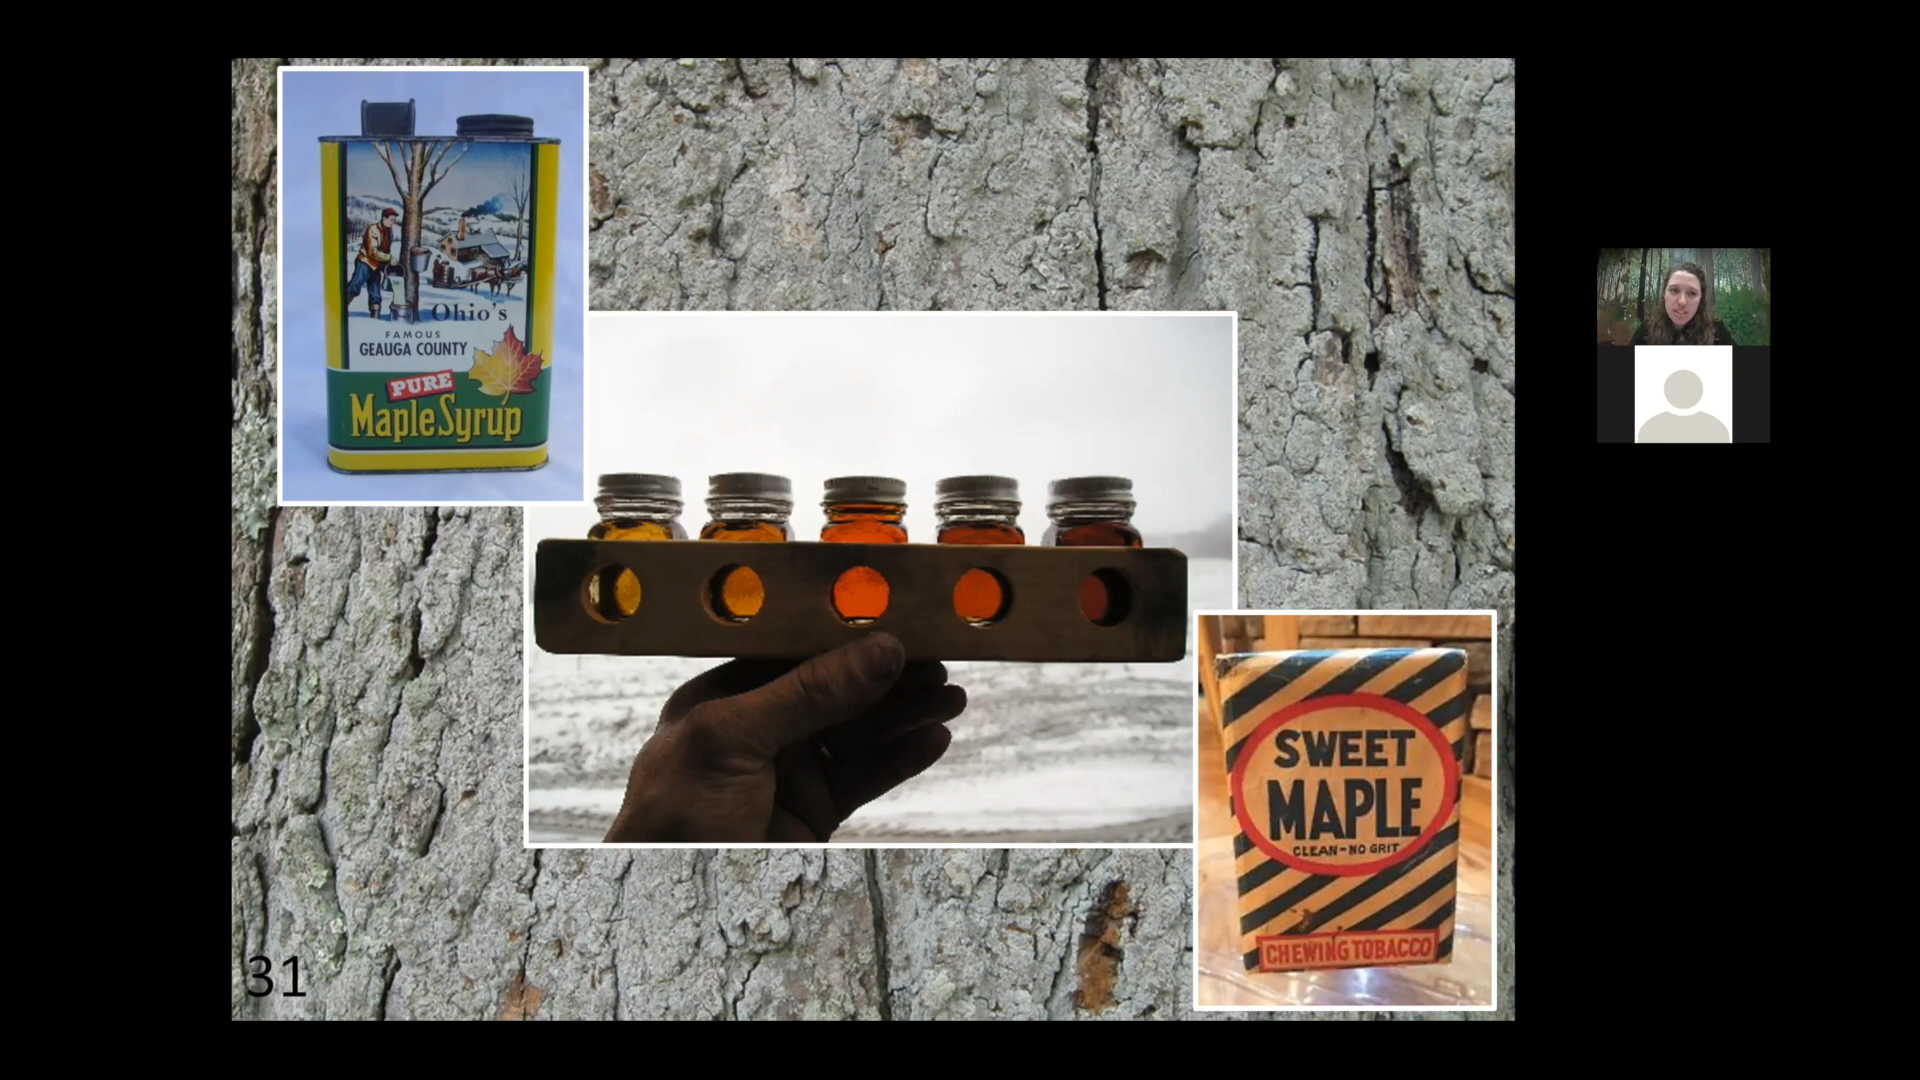 Ohio's
FAMOUS
GEAUGA COUNTY
PURE
Maple Syrup
SWEET
MAPLE
CLEAN-NO GRIT
CHEWING TOBACCO
31